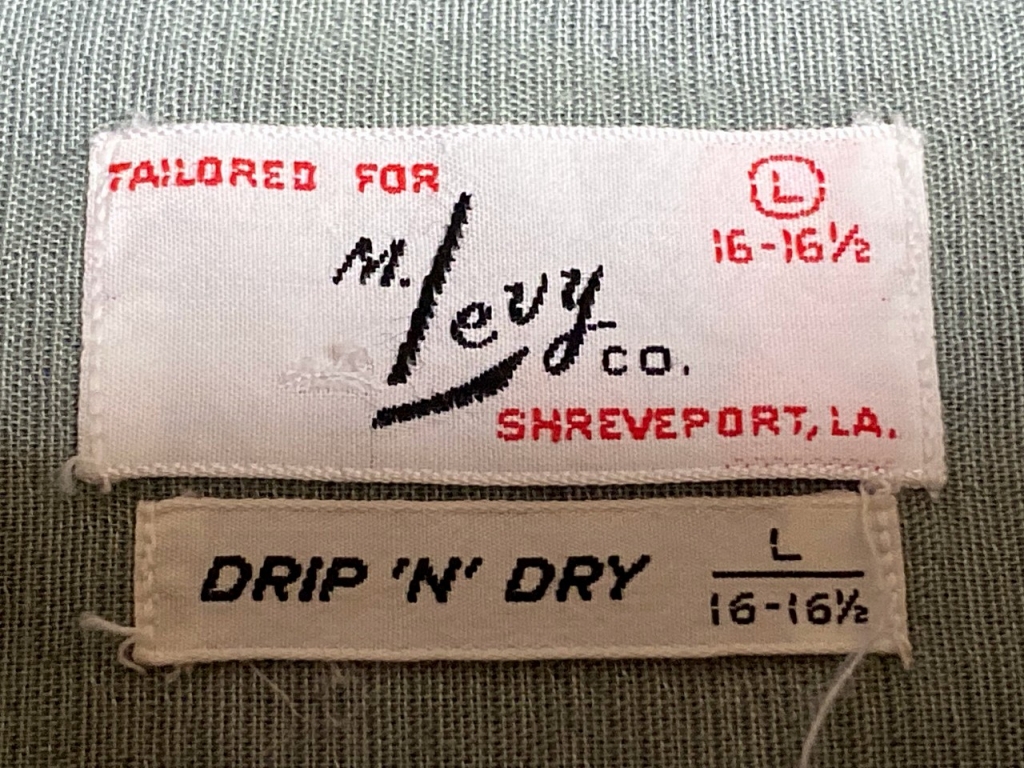 TAILORED FOR
L
16-16½
M. Levy
CO.
SHREVEPORT, LA.
DRIP 'N' DRY
L
16-16½